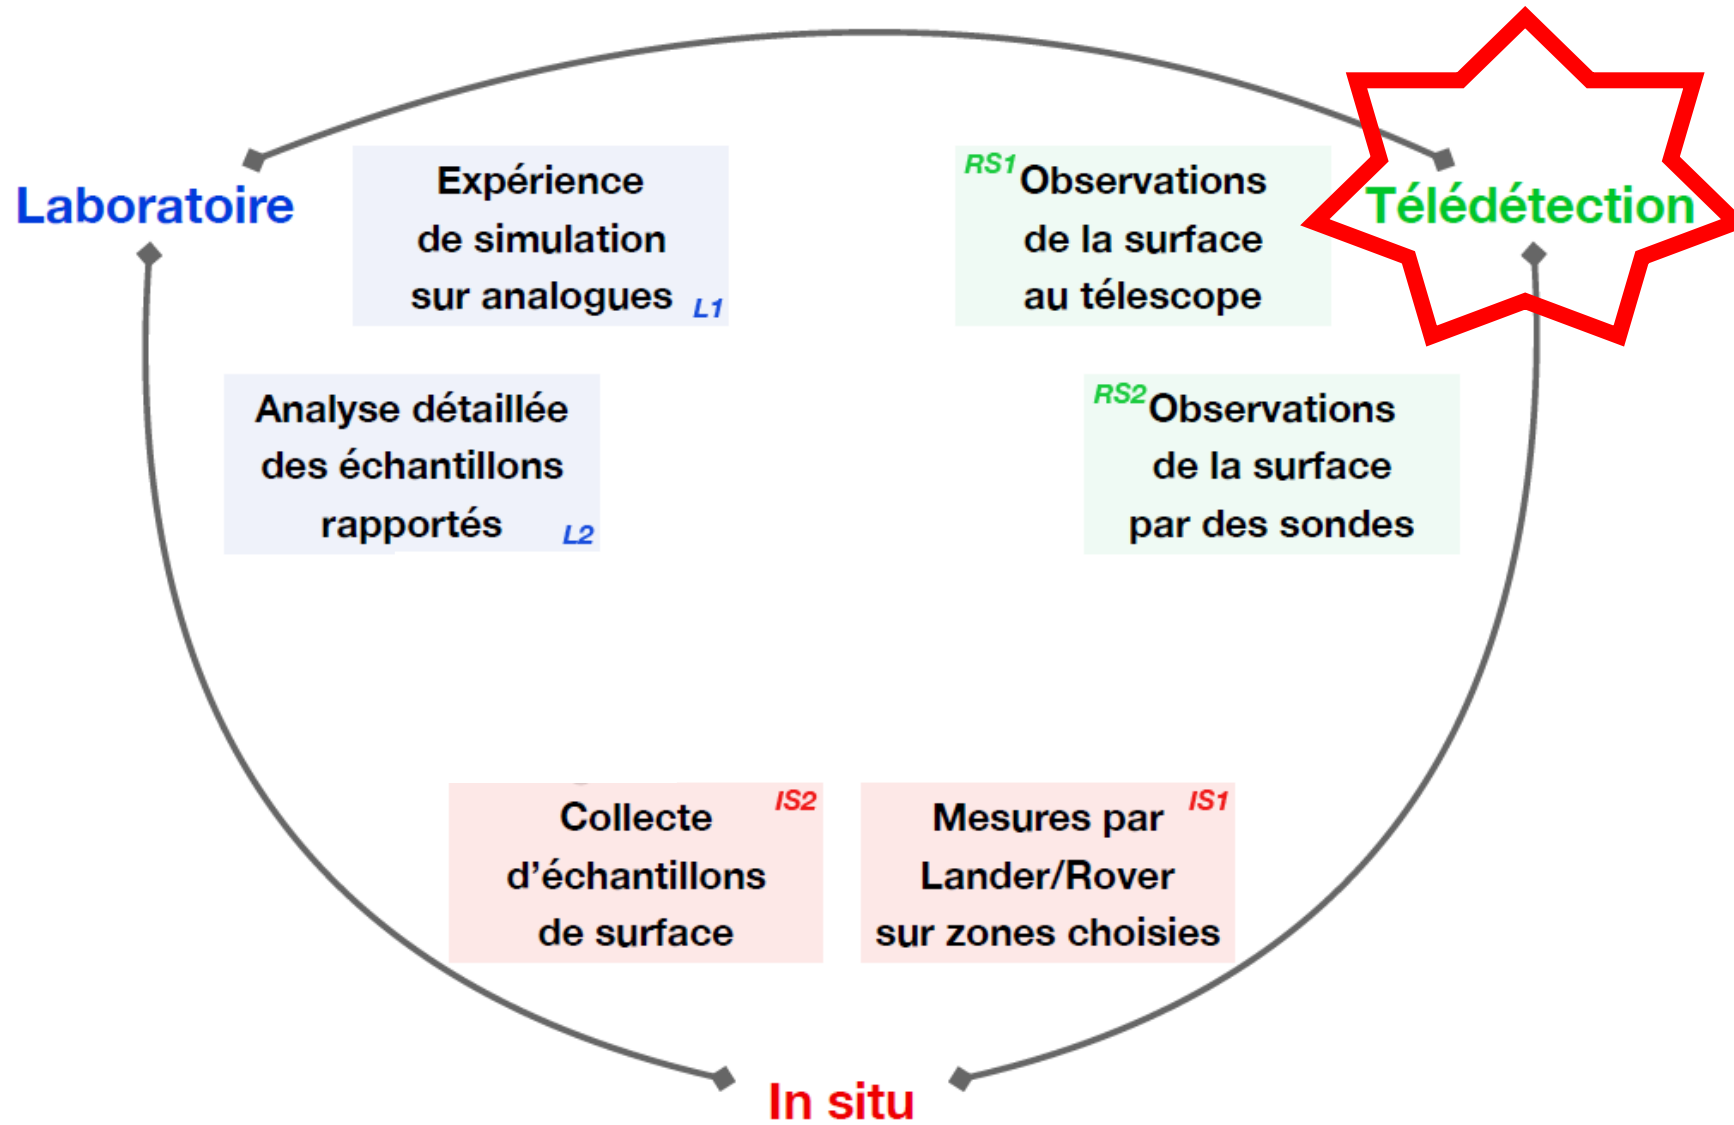 Laboratoire
Expérience
de simulation
sur analogues
L1
RS1
Observations
de la surface
au télescope
Télédétection
Analyse détaillée
des échantillons
rapportés
L2
RS2
Observations
de la surface
par des sondes
IS2
Collecte
d'échantillons
de surface
IS1
Mesures par
Lander/Rover
sur zones choisies
In situ